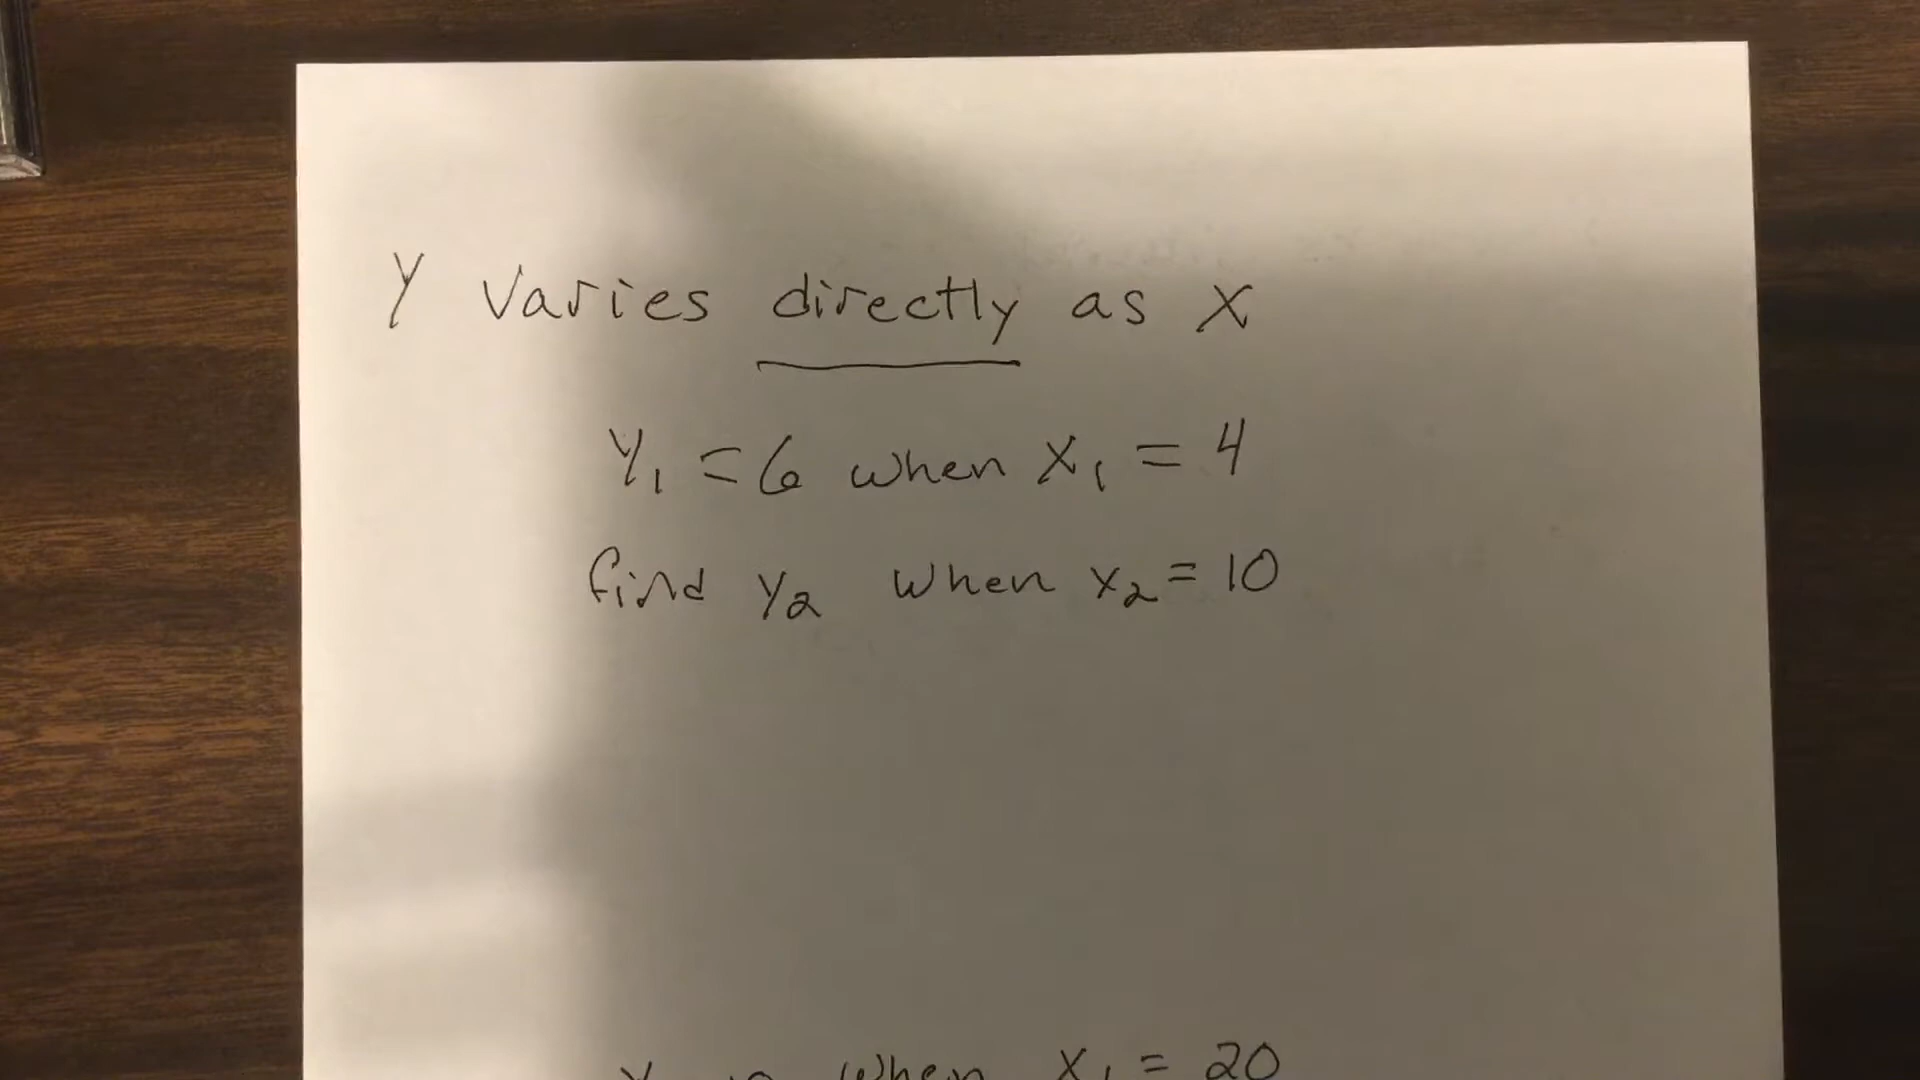 Y varies directly as X
Y₁ = 6 when X₁ = 4
find y₂ when x₂ = 10
when X₁ = 20